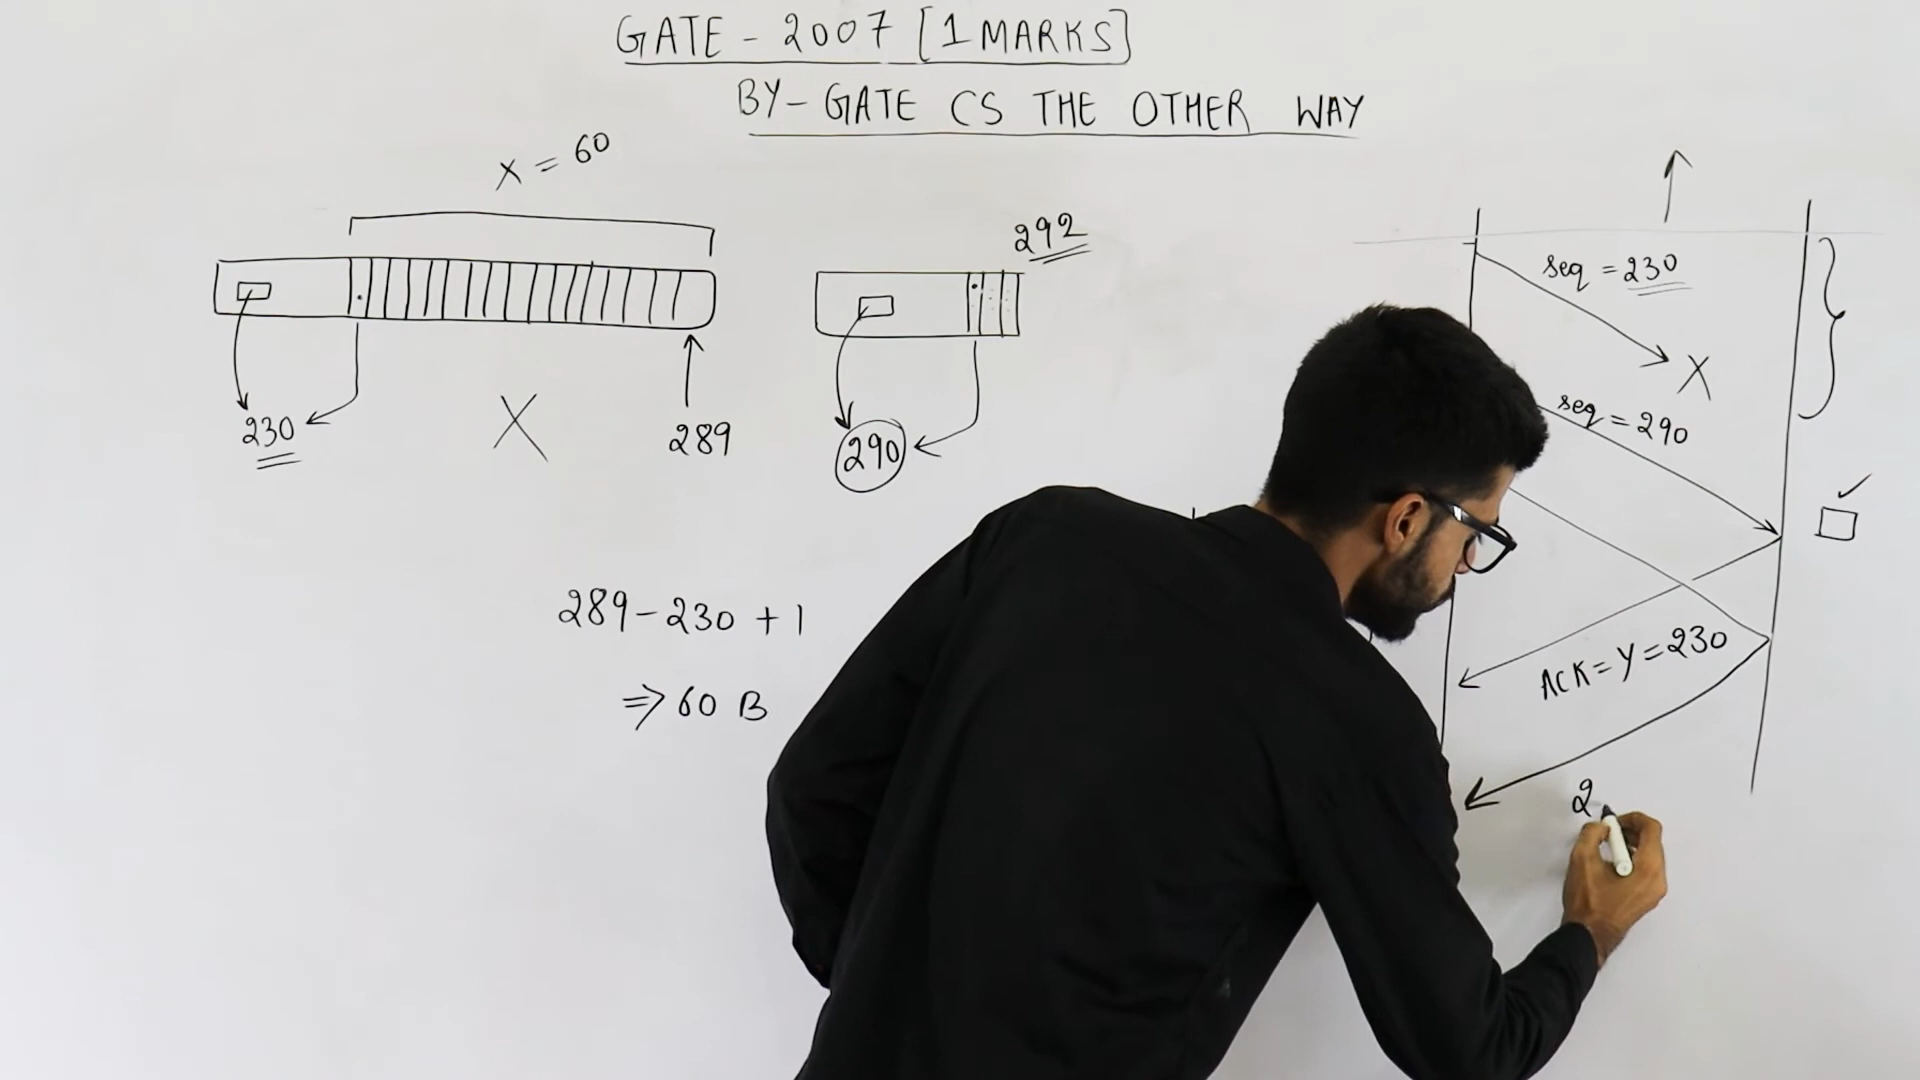 GATE - 2007 [1 MARKS]
BY - GATE CS THE OTHER WAY
X = 60
230
X
289
292
290
289 - 230 + 1
⇒ 60 B
seq = 230
X
seq = 290
✓
ACK = Y = 230
2